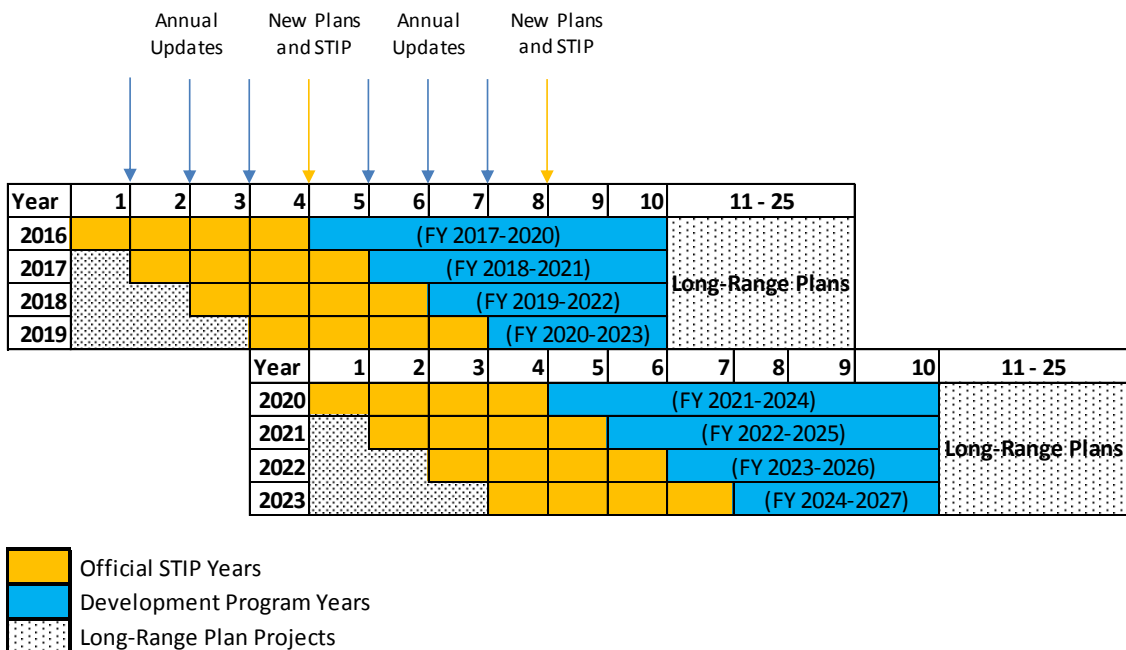 Annual New Plans Annual New Plans
Updates and STIP Updates and STIP
Year 1 2 3 4 5 6 7 8 9 10 11 - 25
2016 (FY 2017-2020)
2017 (FY 2018-2021)
Long-Range Plans
2018 (FY 2019-2022)
2019 (FY 2020-2023)
Year 1 2 3 4 5 6 7 8 9 10 11 - 25
2020 (FY 2021-2024)
2021 (FY 2022-2025)
Long-Range Plans
2022 (FY 2023-2026)
2023 (FY 2024-2027)
Official STIP Years
Development Program Years
Long-Range Plan Projects